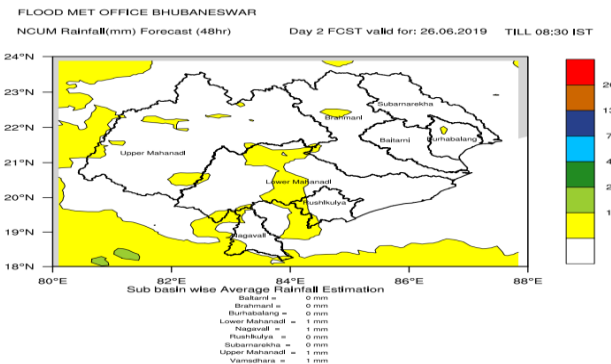 FLOOD MET OFFICE BHUBANESWAR
NCUM Rainfall(mm) Forecast (48hr) Day 2 FCST valid for: 26.06.2019 TILL 08:30 IST
24°N
23°N
22°N
21°N
20°N
19°N
18°N
Subarnarekha
Brahmani
Baitarni
Burhabalang
Upper Mahanadi
Lower Mahanadi
Rushikulya
Nagavali
80°E 82°E 84°E 86°E 88°E
Sub basin wise Average Rainfall Estimation
Baitarni = 0 mm
Brahmani = 0 mm
Burhabalang = 0 mm
Lower Mahanadi = 1 mm
Nagavali = 1 mm
Rushikulya = 0 mm
Subarnarekha = 0 mm
Upper Mahanadi = 1 mm
Vamsdhara = 1 mm